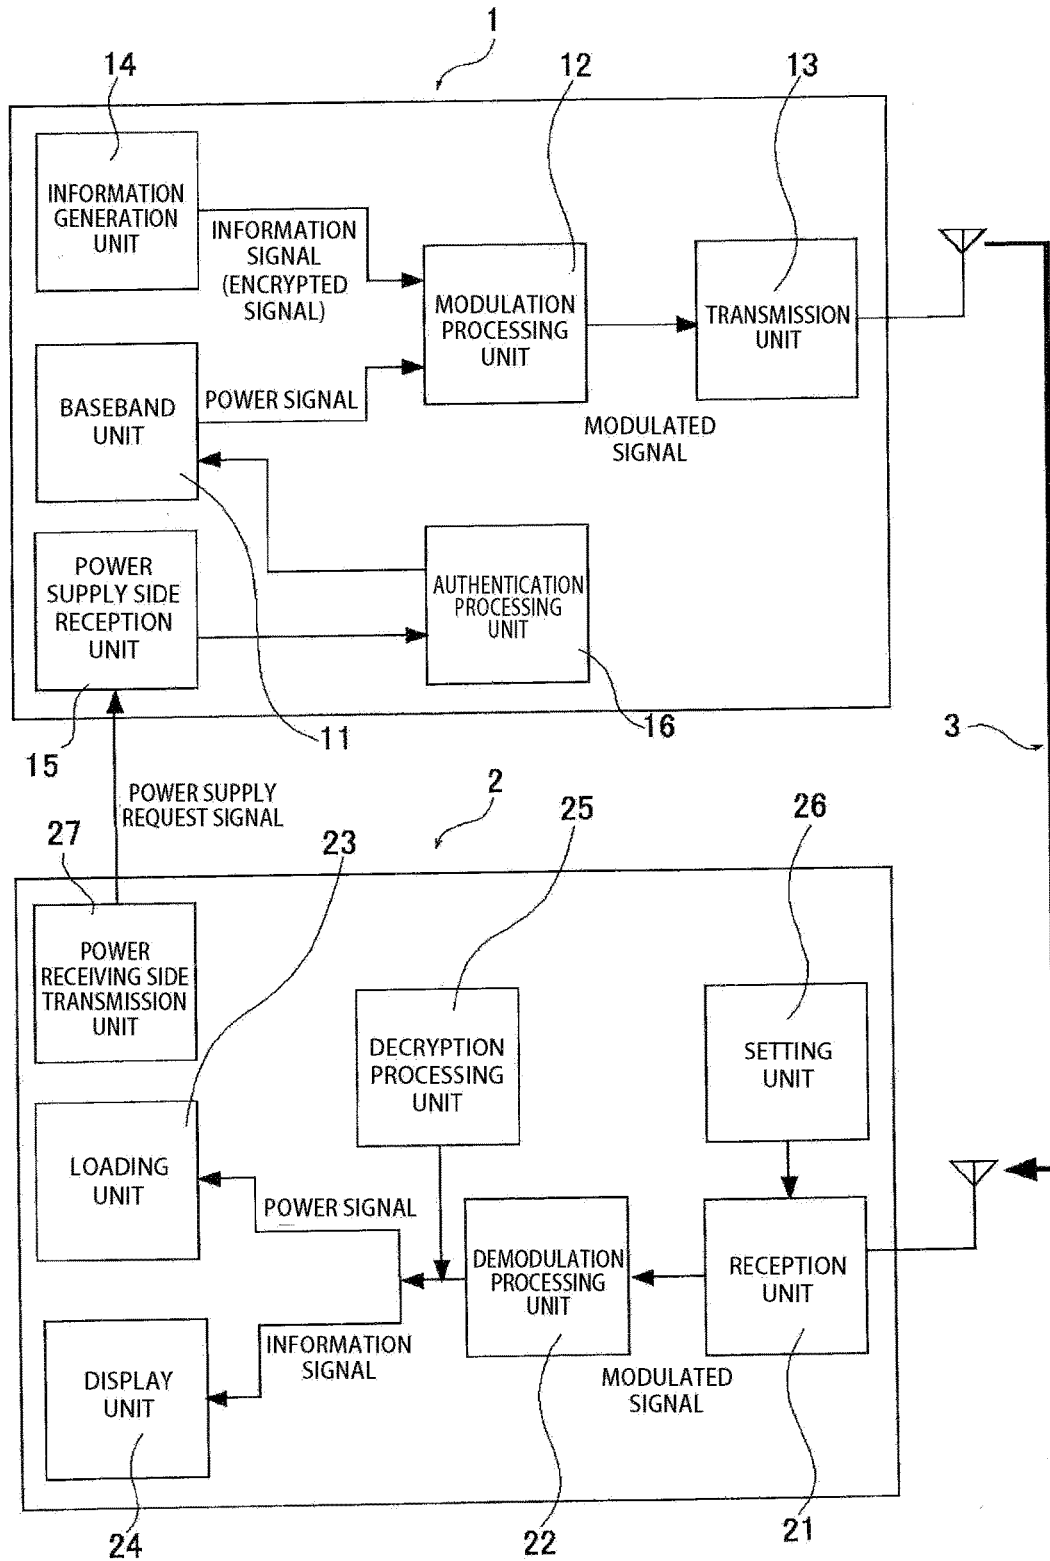 1
14
12
13
INFORMATION
GENERATION
UNIT
INFORMATION
SIGNAL
(ENCRYPTED
SIGNAL)
MODULATION
PROCESSING
UNIT
TRANSMISSION
UNIT
BASEBAND
UNIT
POWER SIGNAL
MODULATED
SIGNAL
POWER
SUPPLY SIDE
RECEPTION
UNIT
AUTHENTICATION
PROCESSING
UNIT
15
11
16
3
POWER SUPPLY
REQUEST SIGNAL
2
25
26
27
23
POWER
RECEIVING SIDE
TRANSMISSION
UNIT
DECRYPTION
PROCESSING
UNIT
SETTING
UNIT
LOADING
UNIT
POWER SIGNAL
DEMODULATION
PROCESSING
UNIT
RECEPTION
UNIT
INFORMATION
SIGNAL
DISPLAY
UNIT
MODULATED
SIGNAL
24
22
21